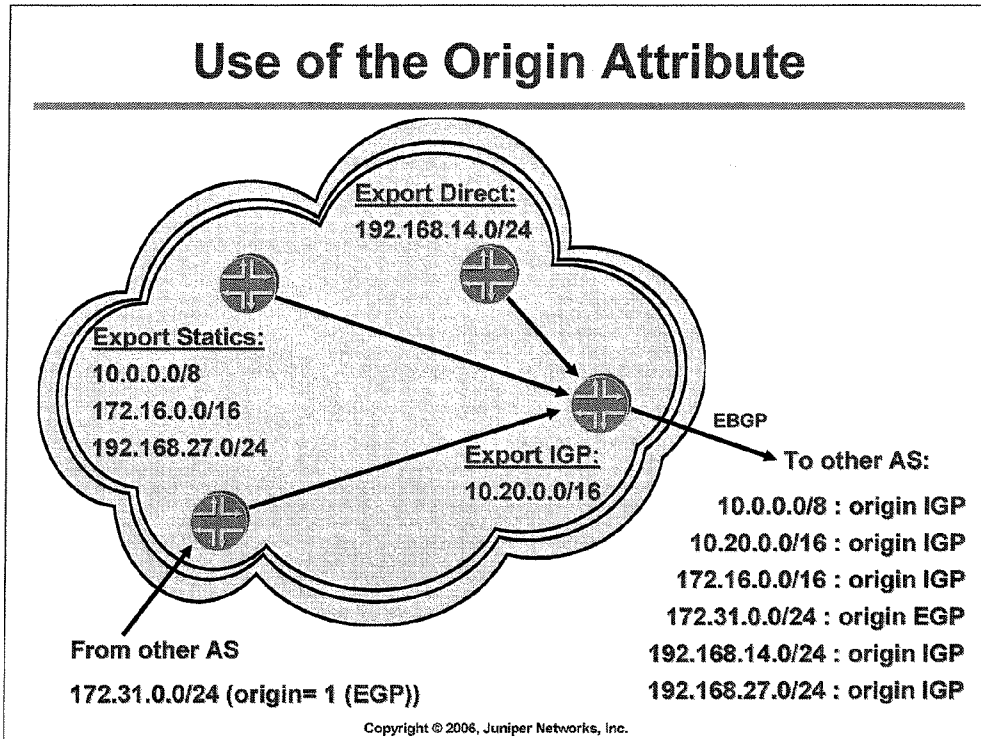 Use of the Origin Attribute
Export Direct:
192.168.14.0/24
Export Statics:
10.0.0.0/8
172.16.0.0/16
192.168.27.0/24
Export IGP:
10.20.0.0/16
EBGP
To other AS:
10.0.0.0/8 : origin IGP
10.20.0.0/16 : origin IGP
172.16.0.0/16 : origin IGP
172.31.0.0/24 : origin EGP
192.168.14.0/24 : origin IGP
192.168.27.0/24 : origin IGP
From other AS
172.31.0.0/24 (origin= 1 (EGP))
Copyright © 2006, Juniper Networks, Inc.